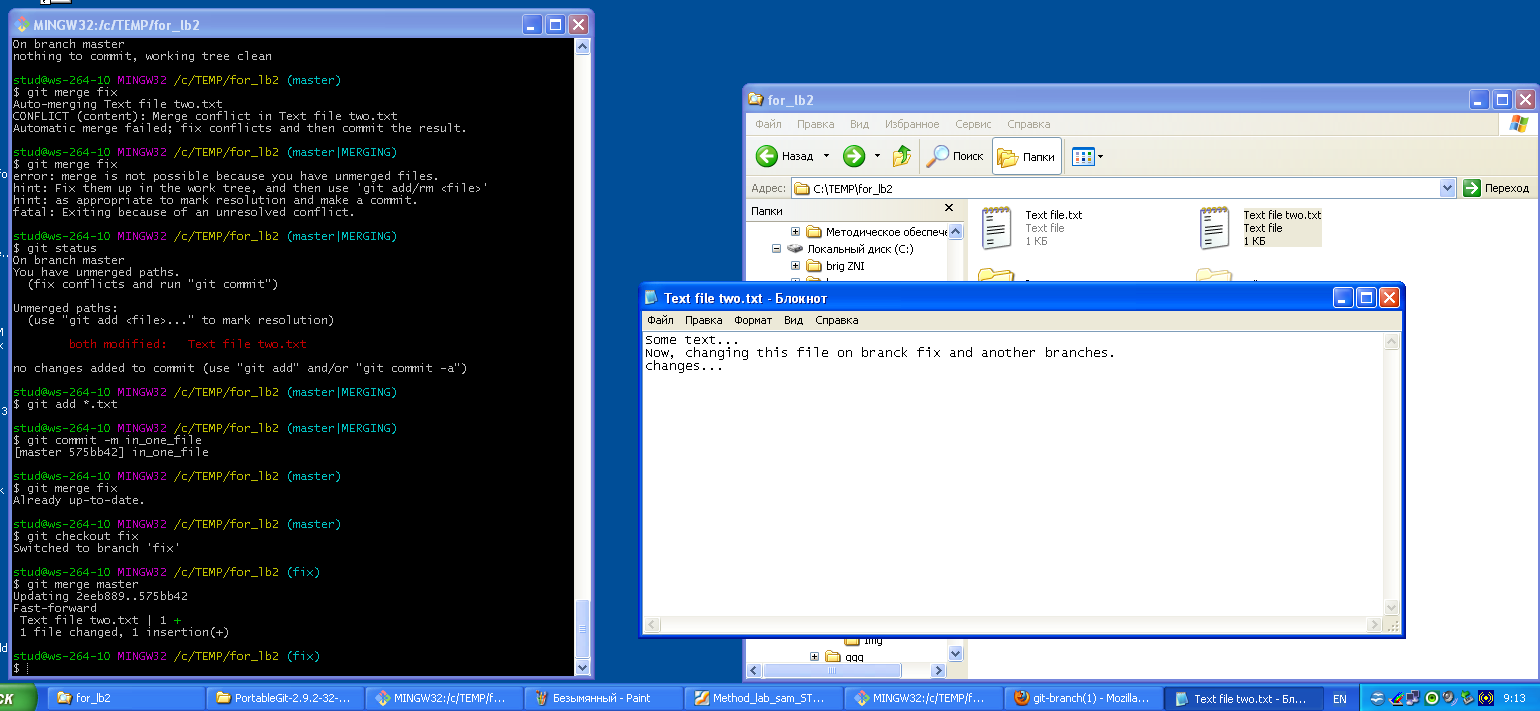 MINGW32:/c/TEMP/for_lb2
On branch master
nothing to commit, working tree clean
stud@ws-264-10 MINGW32 /c/TEMP/for_lb2 (master)
$ git merge fix
Auto-merging Text file two.txt
CONFLICT (content): Merge conflict in Text file two.txt
Automatic merge failed; fix conflicts and then commit the result.
stud@ws-264-10 MINGW32 /c/TEMP/for_lb2 (master|MERGING)
$ git merge fix
error: merge is not possible because you have unmerged files.
hint: Fix them up in the work tree, and then use 'git add/rm <file>'
hint: as appropriate to mark resolution and make a commit.
fatal: Exiting because of an unresolved conflict.
stud@ws-264-10 MINGW32 /c/TEMP/for_lb2 (master|MERGING)
$ git status
On branch master
You have unmerged paths.
(fix conflicts and run "git commit")
Unmerged paths:
(use "git add <file>..." to mark resolution)
both modified: Text file two.txt
no changes added to commit (use "git add" and/or "git commit -a")
stud@ws-264-10 MINGW32 /c/TEMP/for_lb2 (master|MERGING)
$ git add *.txt
stud@ws-264-10 MINGW32 /c/TEMP/for_lb2 (master|MERGING)
$ git commit -m in_one_file
[master 575bb42] in_one_file
stud@ws-264-10 MINGW32 /c/TEMP/for_lb2 (master)
$ git merge fix
Already up-to-date.
stud@ws-264-10 MINGW32 /c/TEMP/for_lb2 (master)
$ git checkout fix
Switched to branch 'fix'
stud@ws-264-10 MINGW32 /c/TEMP/for_lb2 (fix)
$ git merge master
Updating 2eeb889..575bb42
Fast-forward
Text file two.txt | 1 +
1 file changed, 1 insertion(+)
stud@ws-264-10 MINGW32 /c/TEMP/for_lb2 (fix)
$
for_lb2
Файл Правка Вид Избранное Сервис Справка
Назад Поиск Папки
Адрес: C:\TEMP\for_lb2 Переход
Папки
Методическое обеспече
Локальный диск (C:)
brig ZNI
Text file.txt
Text file
1 КБ
Text file two.txt
Text file
1 КБ
Text file two.txt - Блокнот
Файл Правка Формат Вид Справка
Some text...
Now, changing this file on branck fix and another branches.
changes...
img
qqq
ск for_lb2 PortableGit-2.9.2-32-... MINGW32:/c/TEMP/f... Безымянный - Paint Method_lab_sam_ST... MINGW32:/c/TEMP/f... git-branch(1) - Mozilla... Text file two.txt - Бл... EN 9:13